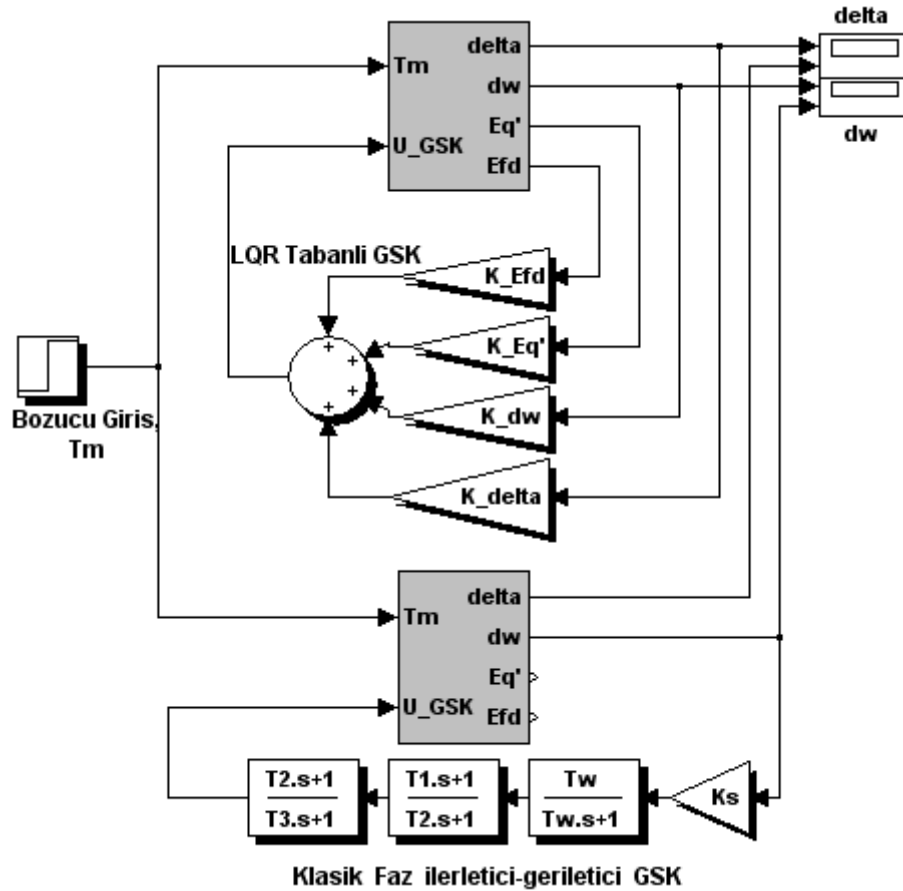 delta
dw
Tm
U_GSK
delta
dw
Eq'
Efd
LQR Tabanli GSK
K_Efd
K_Eq'
K_dw
K_delta
+
+
+
+
Bozucu Giris,
Tm
Tm
U_GSK
delta
dw
Eq'
Efd
T2.s+1
T3.s+1
T1.s+1
T2.s+1
Tw
Tw.s+1
Ks
Klasik Faz ilerletici-geriletici GSK